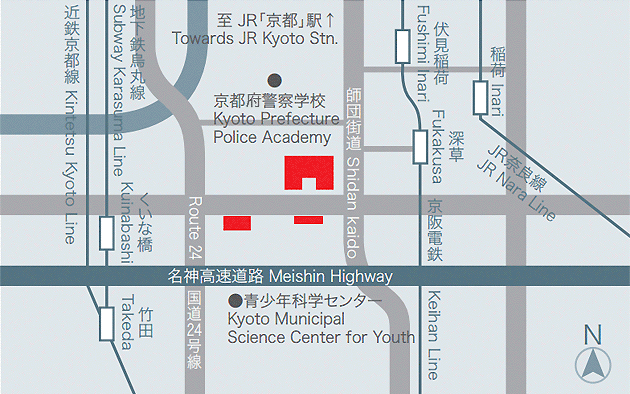 至 JR「京都」駅↑
Towards JR Kyoto Stn.
近鉄京都線 Kintetsu Kyoto Line
地下鉄烏丸線
Subway Karasuma Line
京都府警察学校
Kyoto Prefecture
Police Academy
師団街道 Shidan kaido
伏見稲荷
Fushimi Inari
稲荷 Inari
深草
Fukakusa
JR奈良線
JR Nara Line
くいな橋
Kuinabashi
Route 24
国道24号線
京阪電鉄
Keihan Line
名神高速道路 Meishin Highway
竹田
Takeda
●青少年科学センター
Kyoto Municipal
Science Center for Youth
N